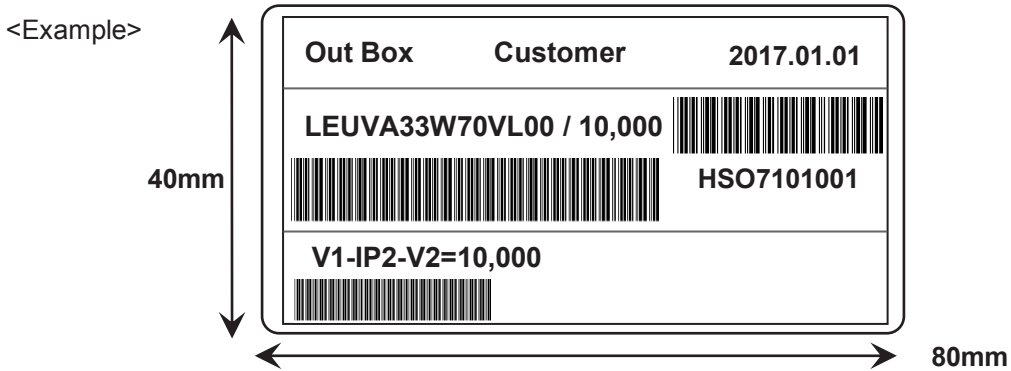 <Example>
Out Box Customer 2017.01.01
LEUVA33W70VL00 / 10,000
40mm
HSO7101001
V1-IP2-V2=10,000
80mm